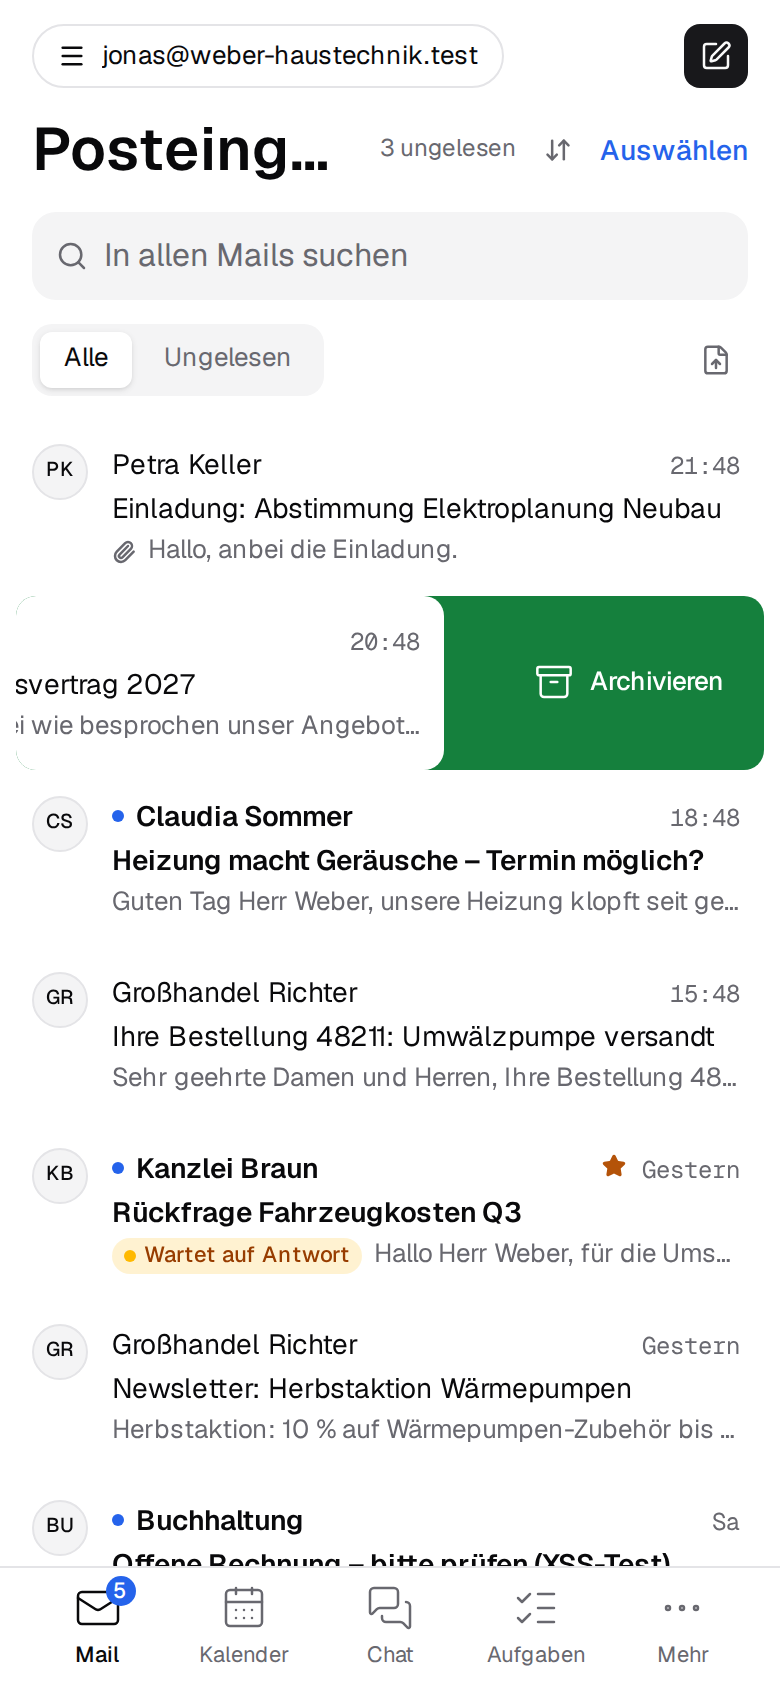 jonas@weber-haustechnik.test
Posteing...
3 ungelesen
Auswählen
In allen Mails suchen
Alle
Ungelesen
PK
Petra Keller
21:48
Einladung: Abstimmung Elektroplanung Neubau
Hallo, anbei die Einladung.
20:48
svertrag 2027
ei wie besprochen unser Angebot...
Archivieren
CS
Claudia Sommer
18:48
Heizung macht Geräusche – Termin möglich?
Guten Tag Herr Weber, unsere Heizung klopft seit ge...
GR
Großhandel Richter
15:48
Ihre Bestellung 48211: Umwälzpumpe versandt
Sehr geehrte Damen und Herren, Ihre Bestellung 48...
KB
Kanzlei Braun
Gestern
Rückfrage Fahrzeugkosten Q3
Wartet auf Antwort
Hallo Herr Weber, für die Ums...
GR
Großhandel Richter
Gestern
Newsletter: Herbstaktion Wärmepumpen
Herbstaktion: 10 % auf Wärmepumpen-Zubehör bis ...
BU
Buchhaltung
Sa
Offene Rechnung – bitte prüfen (XSS-Test)
5
Mail
Kalender
Chat
Aufgaben
Mehr